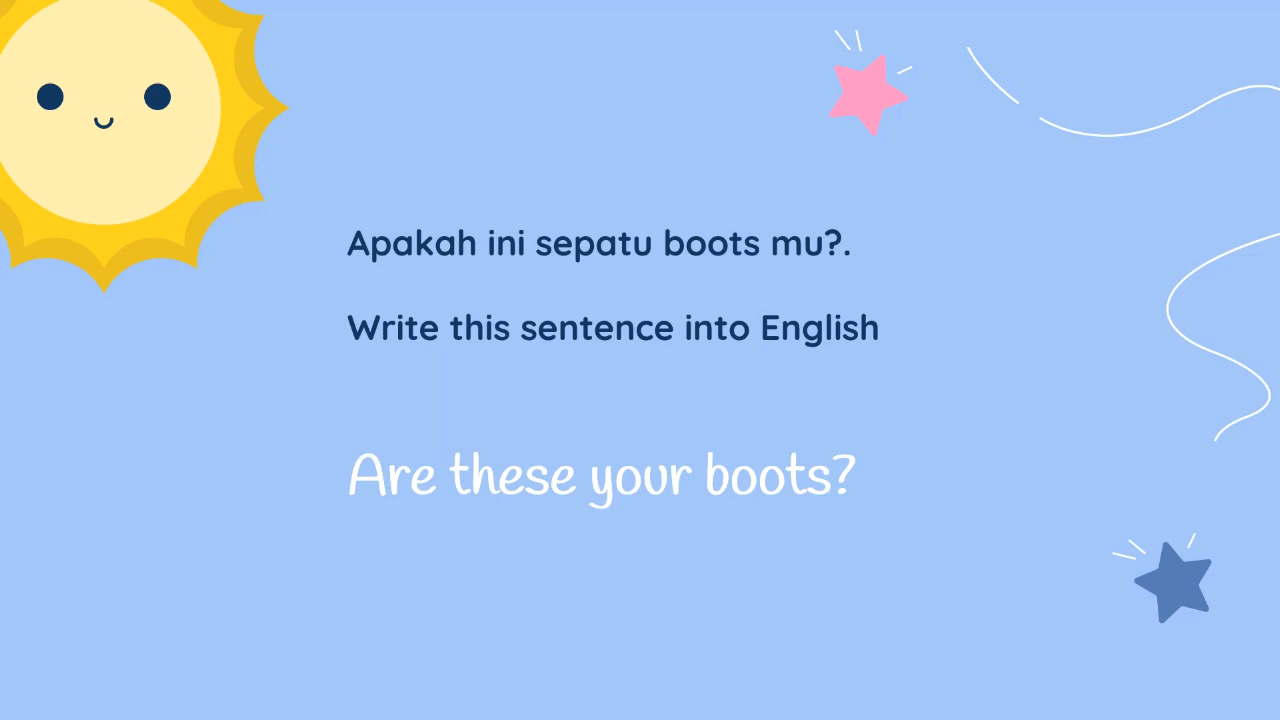 Apakah ini sepatu boots mu?.
Write this sentence into English
Are these your boots?